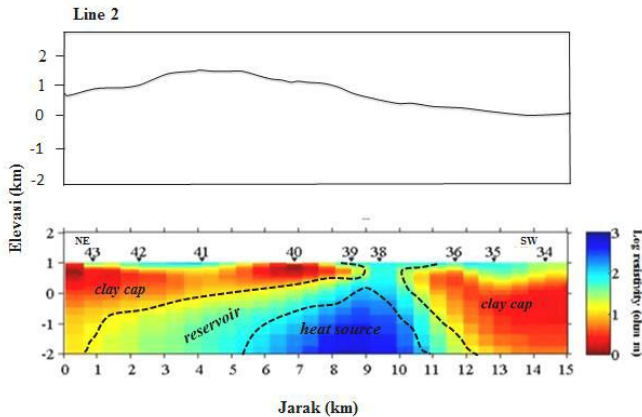 Line 2
2
1
0
-1
-2
Elevasi (km)
2
1
0
-1
-2
NE
SW
43 42 41 40 39 38 36 35 34
clay cap
reservoir
heat source
clay cap
0 1 2 3 4 5 6 7 8 9 10 11 12 13 14 15
Jarak (km)
3
2
1
0
Log resistivity (ohm m)